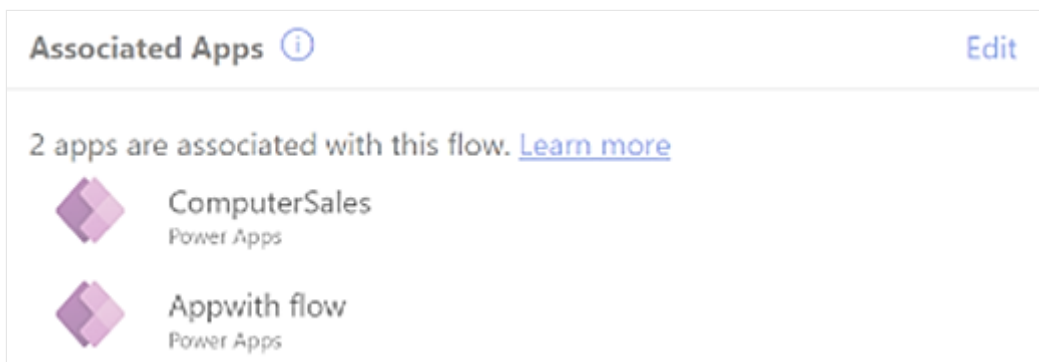 Associated Apps
Edit
2 apps are associated with this flow. Learn more
ComputerSales
Power Apps
Appwith flow
Power Apps